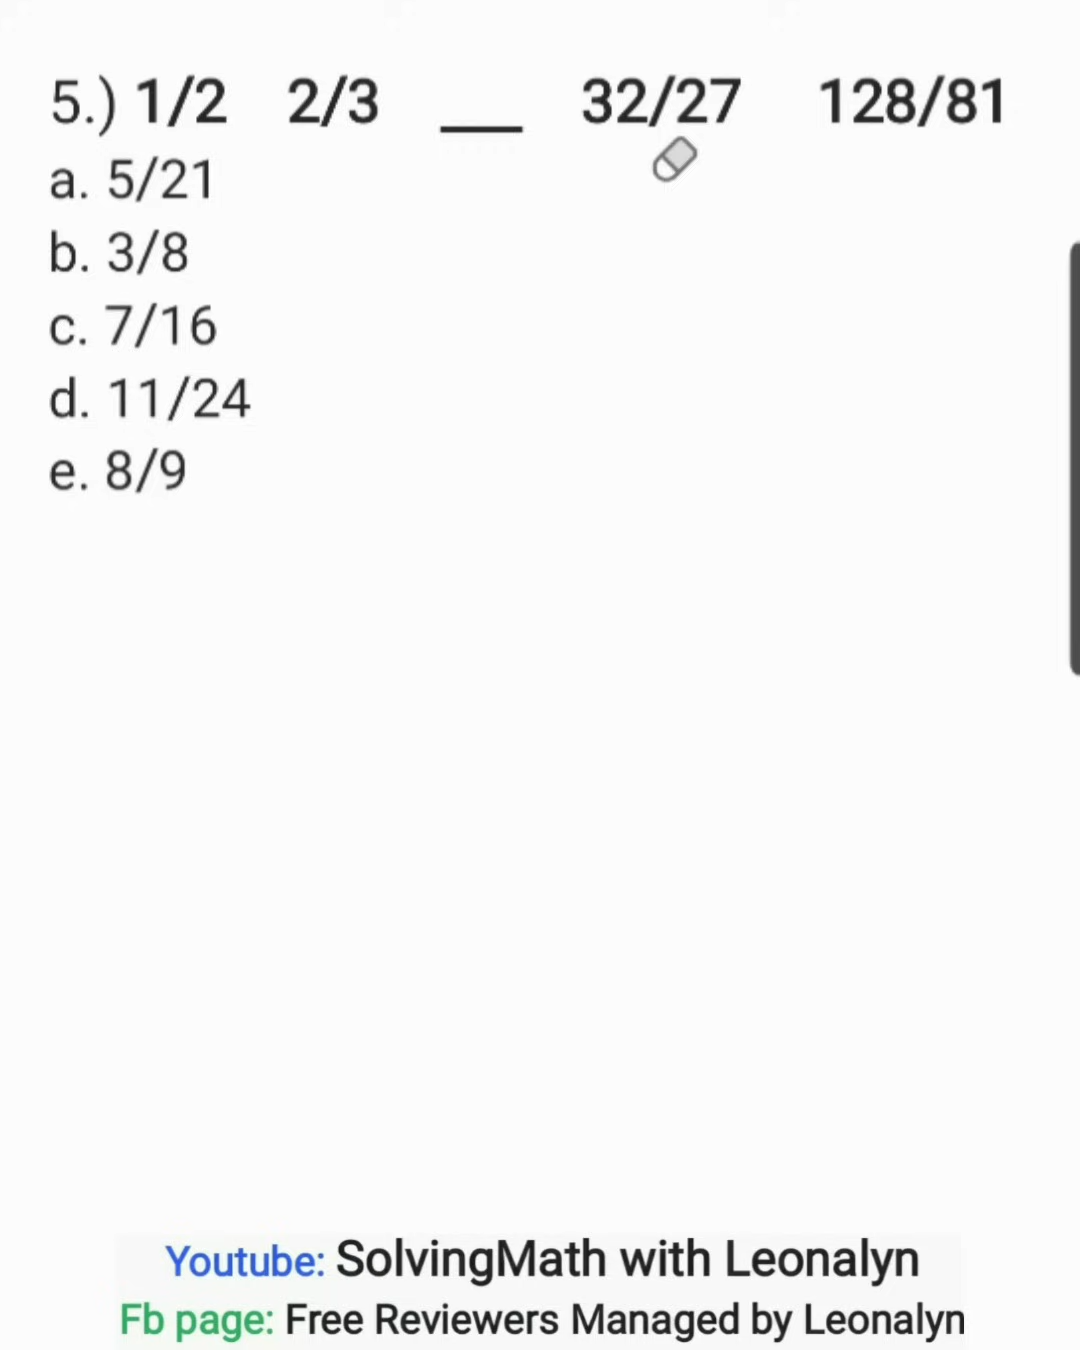 5.) 1/2 2/3 ___ 32/27 128/81
a. 5/21
b. 3/8
c. 7/16
d. 11/24
e. 8/9
Youtube: SolvingMath with Leonalyn
Fb page: Free Reviewers Managed by Leonalyn